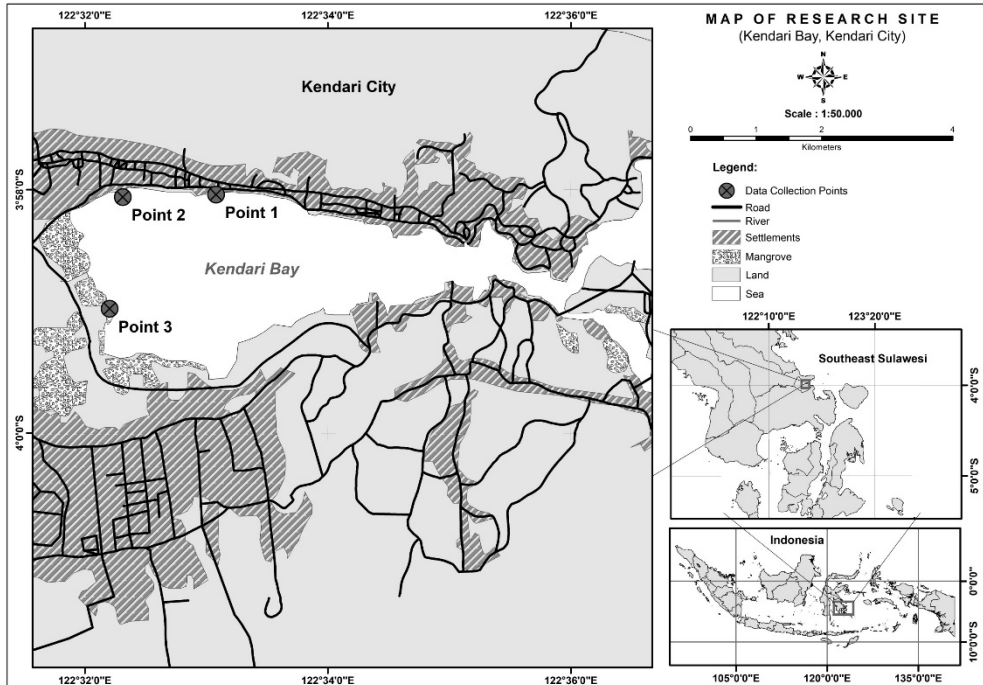 122°32'0"E
122°34'0"E
122°36'0"E
3°58'0"S
4°0'0"S
Kendari City
Point 2
Point 1
Kendari Bay
Point 3
122°32'0"E
122°34'0"E
122°36'0"E
MAP OF RESEARCH SITE
(Kendari Bay, Kendari City)
N
W
E
S
Scale : 1:50.000
0
1
2
4
Kilometers
Legend:
Data Collection Points
Road
River
Settlements
Mangrove
Land
Sea
122°10'0"E
123°20'0"E
Southeast Sulawesi
4°0'0"S
5°0'0"S
Indonesia
0°0'0"
10°0'0"S
105°0'0"E
120°0'0"E
135°0'0"E